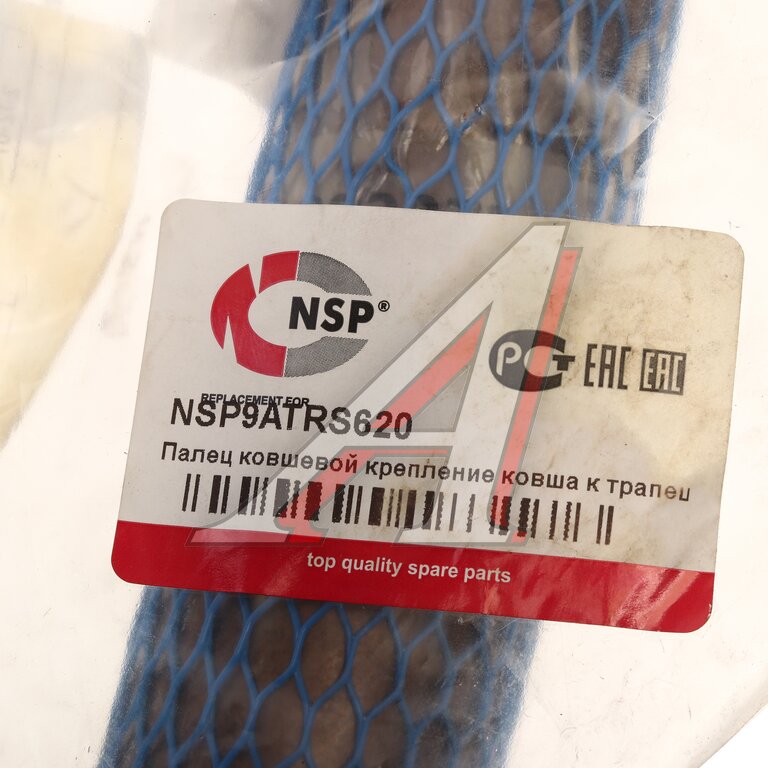 NSP®
РСТ EAC EAC
REPLACEMENT FOR
NSP9ATRS620
Палец ковшевой крепление ковша к трапец
top quality spare parts